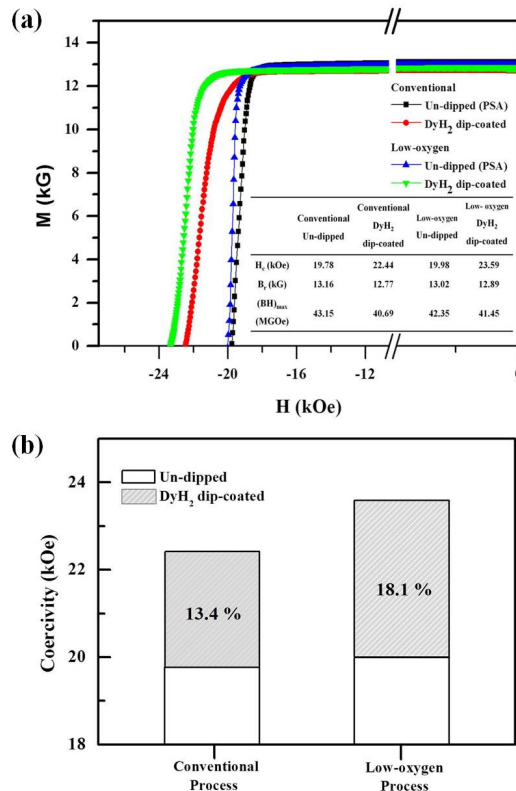 (a)
M (kG)
15
14
12
10
8
6
4
2
0
-24
-20
-16
-12
0
H (kOe)
Conventional
Un-dipped (PSA)
DyH2 dip-coated
Low-oxygen
Un-dipped (PSA)
DyH2 dip-coated
Conventional Un-dipped
Conventional DyH2 dip-coated
Low-oxygen Un-dipped
Low- oxygen DyH2 dip-coated
Hc (kOe) 19.78 22.44 19.98 23.59
Br (kG) 13.16 12.77 13.02 12.89
(BH)max (MGOe) 43.15 40.69 42.35 41.45
(b)
Coercivity (kOe)
24
22
20
18
Un-dipped
DyH2 dip-coated
13.4 %
18.1 %
Conventional
Process
Low-oxygen
Process